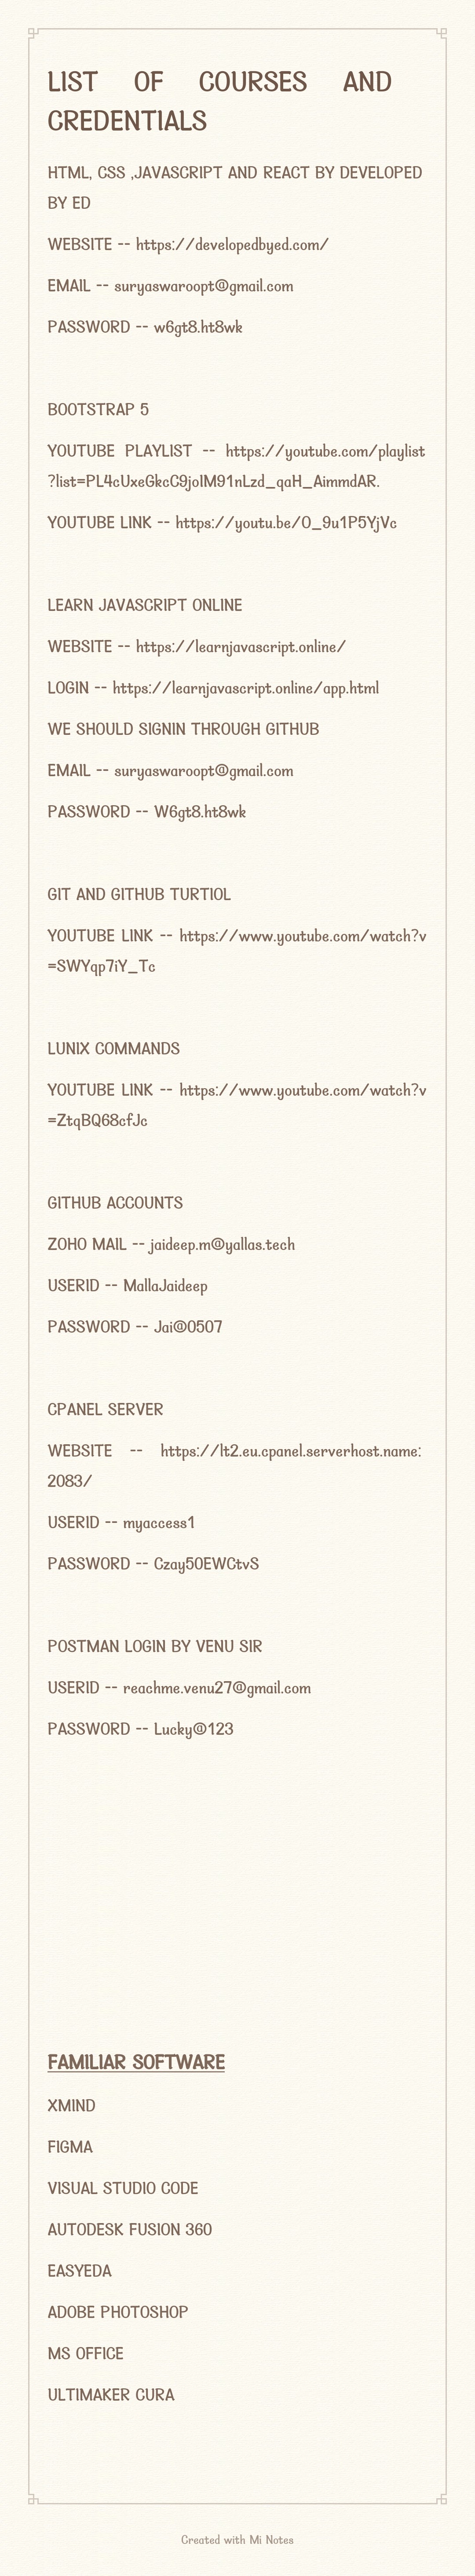 LIST OF COURSES AND
CREDENTIALS
HTML, CSS ,JAVASCRIPT AND REACT BY DEVELOPED
BY ED
WEBSITE -- https://developedbyed.com/
EMAIL -- suryaswaroopt@gmail.com
PASSWORD -- w6gt8.ht8wk
BOOTSTRAP 5
YOUTUBE PLAYLIST -- https://youtube.com/playlist
?list=PL4cUxeGkcC9joIM91nLzd_qaH_AimmdAR.
YOUTUBE LINK -- https://youtu.be/O_9u1P5YjVc
LEARN JAVASCRIPT ONLINE
WEBSITE -- https://learnjavascript.online/
LOGIN -- https://learnjavascript.online/app.html
WE SHOULD SIGNIN THROUGH GITHUB
EMAIL -- suryaswaroopt@gmail.com
PASSWORD -- W6gt8.ht8wk
GIT AND GITHUB TURTIOL
YOUTUBE LINK -- https://www.youtube.com/watch?v
=SWYqp7iY_Tc
LUNIX COMMANDS
YOUTUBE LINK -- https://www.youtube.com/watch?v
=ZtqBQ68cfJc
GITHUB ACCOUNTS
ZOHO MAIL -- jaideep.m@yallas.tech
USERID -- MallaJaideep
PASSWORD -- Jai@0507
CPANEL SERVER
WEBSITE -- https://lt2.eu.cpanel.serverhost.name:
2083/
USERID -- myaccess1
PASSWORD -- Czay50EWCtvS
POSTMAN LOGIN BY VENU SIR
USERID -- reachme.venu27@gmail.com
PASSWORD -- Lucky@123
FAMILIAR SOFTWARE
XMIND
FIGMA
VISUAL STUDIO CODE
AUTODESK FUSION 360
EASYEDA
ADOBE PHOTOSHOP
MS OFFICE
ULTIMAKER CURA
Created with Mi Notes